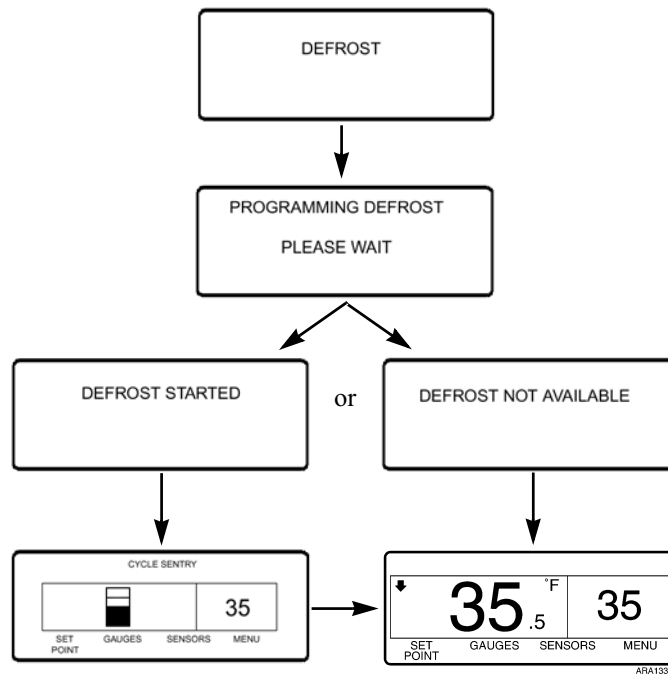 DEFROST
PROGRAMMING DEFROST
PLEASE WAIT
DEFROST STARTED
or
DEFROST NOT AVAILABLE
CYCLE SENTRY
35
SET POINT
GAUGES
SENSORS
MENU
35.5 °F
35
SET POINT
GAUGES
SENSORS
MENU
ARA133